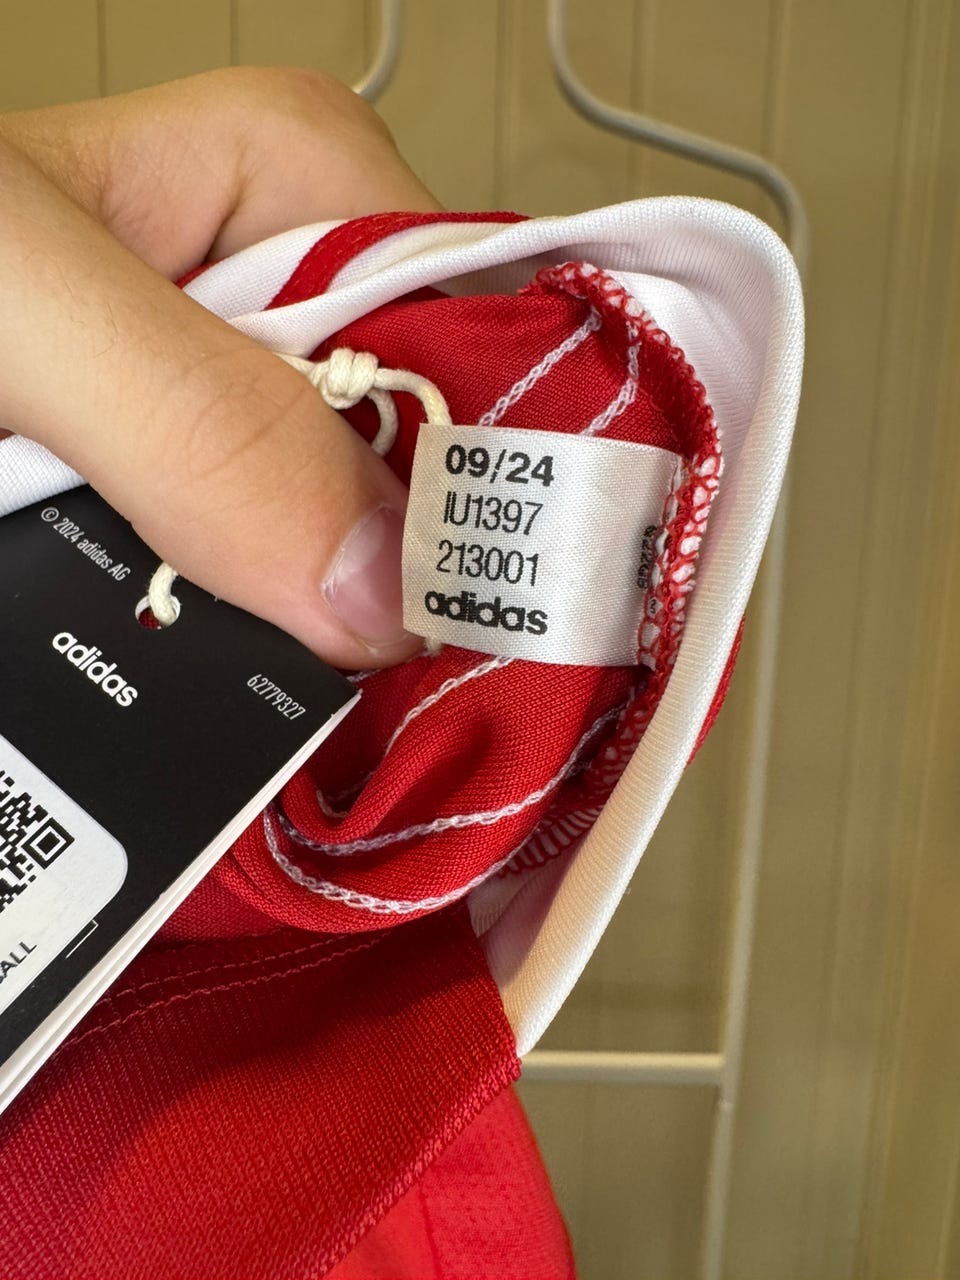 09/24
IU1397
213001
adidas
© 2024 adidas AG
adidas
62779327